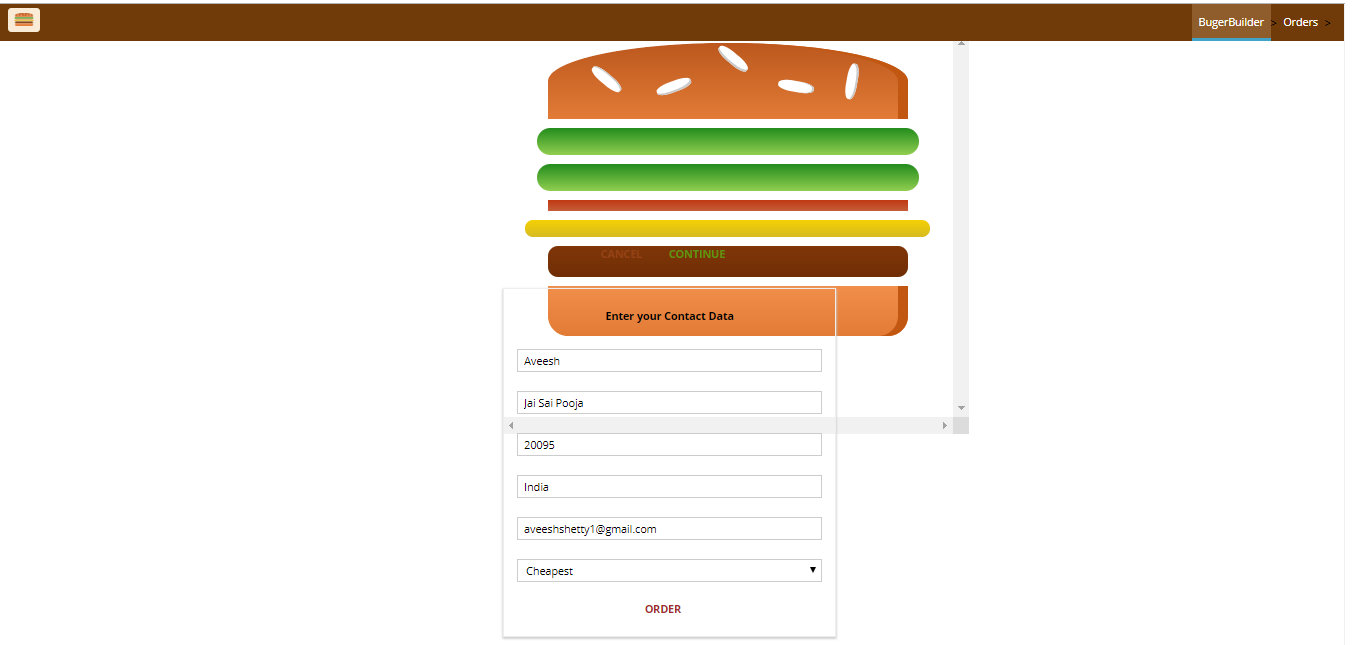 BugerBuilder > Orders >
CANCEL CONTINUE
Enter your Contact Data
Aveesh
Jai Sai Pooja
20095
India
aveeshshetty1@gmail.com
Cheapest
ORDER